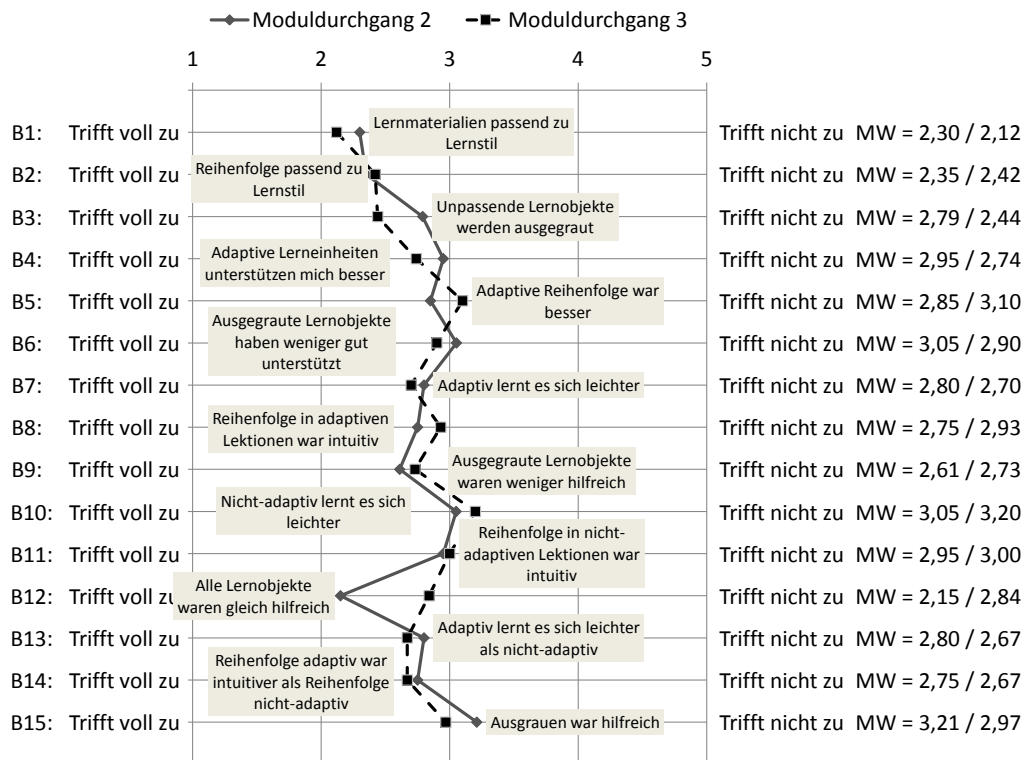 Moduldurchgang 2 Moduldurchgang 3
1 2 3 4 5
B1: Trifft voll zu
Lernmaterialien passend zu
Lernstil
Trifft nicht zu MW = 2,30 / 2,12
B2: Trifft voll zu
Reihenfolge passend zu
Lernstil
Trifft nicht zu MW = 2,35 / 2,42
B3: Trifft voll zu
Unpassende Lernobjekte
werden ausgegraut
Trifft nicht zu MW = 2,79 / 2,44
B4: Trifft voll zu
Adaptive Lerneinheiten
unterstützen mich besser
Trifft nicht zu MW = 2,95 / 2,74
B5: Trifft voll zu
Adaptive Reihenfolge war
besser
Trifft nicht zu MW = 2,85 / 3,10
B6: Trifft voll zu
Ausgegraute Lernobjekte
haben weniger gut
unterstützt
Trifft nicht zu MW = 3,05 / 2,90
B7: Trifft voll zu
Adaptiv lernt es sich leichter
Trifft nicht zu MW = 2,80 / 2,70
B8: Trifft voll zu
Reihenfolge in adaptiven
Lektionen war intuitiv
Trifft nicht zu MW = 2,75 / 2,93
B9: Trifft voll zu
Ausgegraute Lernobjekte
waren weniger hilfreich
Trifft nicht zu MW = 2,61 / 2,73
B10: Trifft voll zu
Nicht-adaptiv lernt es sich
leichter
Trifft nicht zu MW = 3,05 / 3,20
B11: Trifft voll zu
Reihenfolge in nicht-
adaptiven Lektionen war
intuitiv
Trifft nicht zu MW = 2,95 / 3,00
B12: Trifft voll zu
Alle Lernobjekte
waren gleich hilfreich
Trifft nicht zu MW = 2,15 / 2,84
B13: Trifft voll zu
Adaptiv lernt es sich leichter
als nicht-adaptiv
Trifft nicht zu MW = 2,80 / 2,67
B14: Trifft voll zu
Reihenfolge adaptiv war
intuitiver als Reihenfolge
nicht-adaptiv
Trifft nicht zu MW = 2,75 / 2,67
B15: Trifft voll zu
Ausgrauen war hilfreich
Trifft nicht zu MW = 3,21 / 2,97